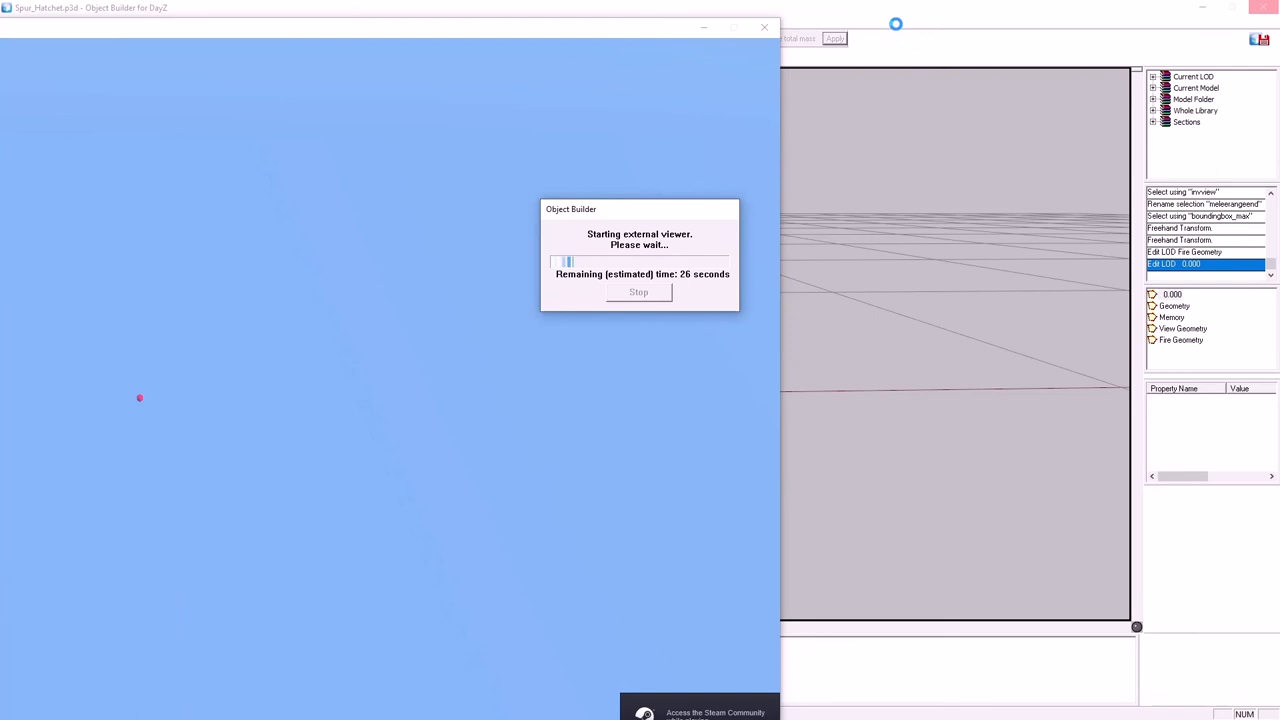 Spur_Hatchet.p3d - Object Builder for DayZ
total mass
Apply
Object Builder
Starting external viewer.
Please wait...
Remaining (estimated) time: 26 seconds
Stop
Current LOD
Current Model
Model Folder
Whole Library
Sections
Select using "invview"
Rename selection "meleerangeend"
Select using "boundingbox_max"
Freehand Transform.
Freehand Transform.
Edit LOD Fire Geometry
Edit LOD 0.000
0.000
Geometry
Memory
View Geometry
Fire Geometry
Property Name Value
Access the Steam Community
while playing
NUM